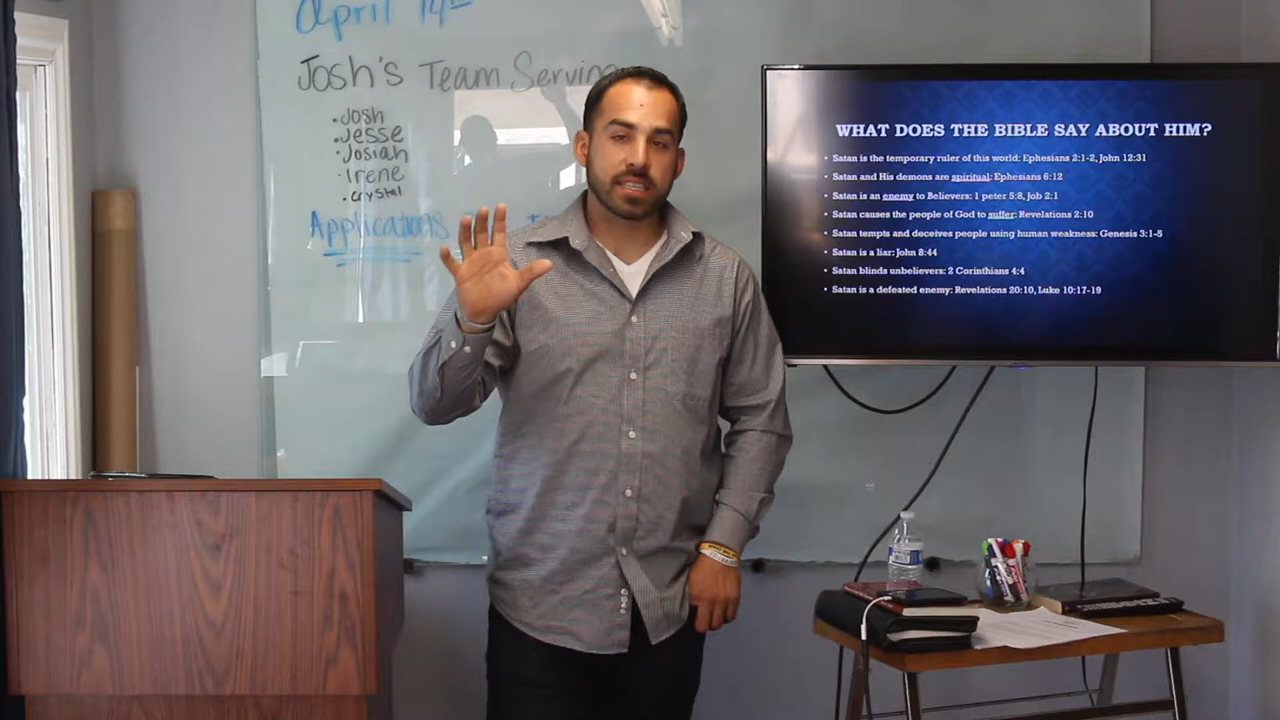 April 14th
Josh's Team Serving
• Josh
• Jesse
• Josiah
• Irene
• Crystal
Applications
WHAT DOES THE BIBLE SAY ABOUT HIM?
• Satan is the temporary ruler of this world: Ephesians 2:1-2, John 12:31
• Satan and His demons are spiritual: Ephesians 6:12
• Satan is an enemy to Believers: 1 peter 5:8, Job 2:1
• Satan causes the people of God to suffer: Revelations 2:10
• Satan tempts and deceives people using human weakness: Genesis 3:1-5
• Satan is a liar: John 8:44
• Satan blinds unbelievers: 2 Corinthians 4:4
• Satan is a defeated enemy: Revelations 20:10, Luke 10:17-19